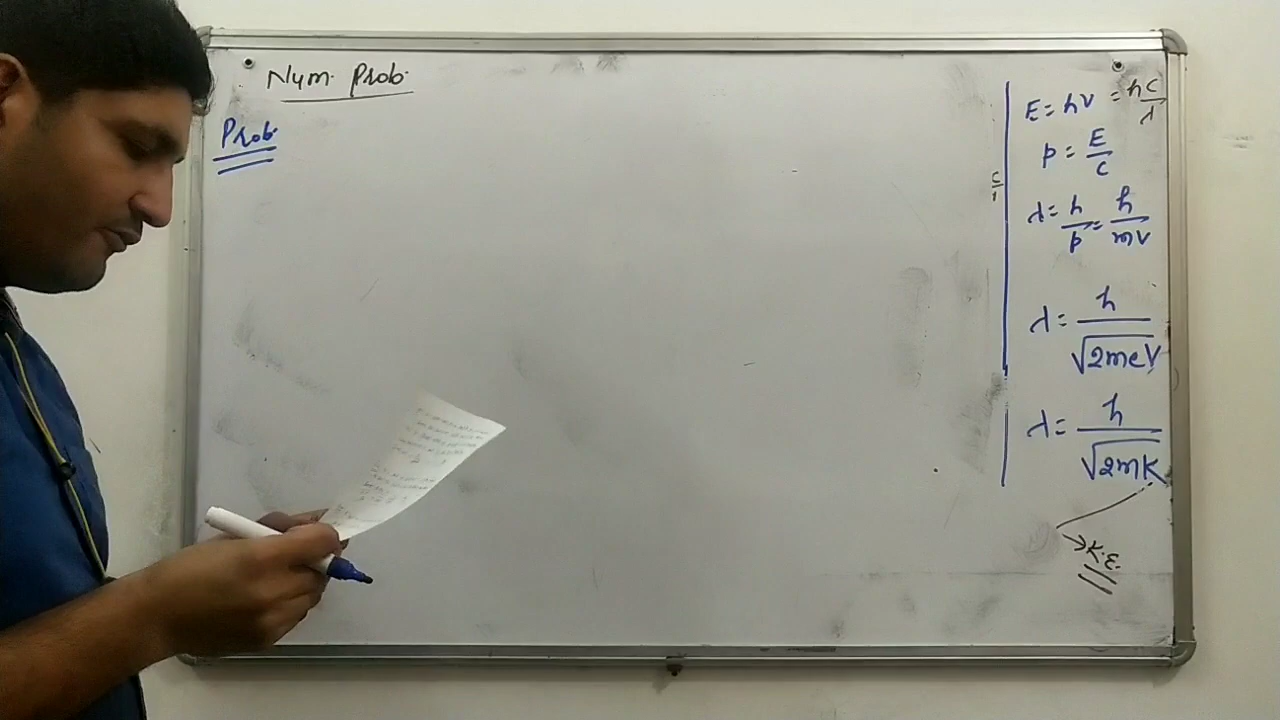 Num. Prob.
Prob.
E = hν = hc/λ
p = E/c
λ = h/p = h/mv
λ = h/√2meV
λ = h/√2mK
→ K.E.